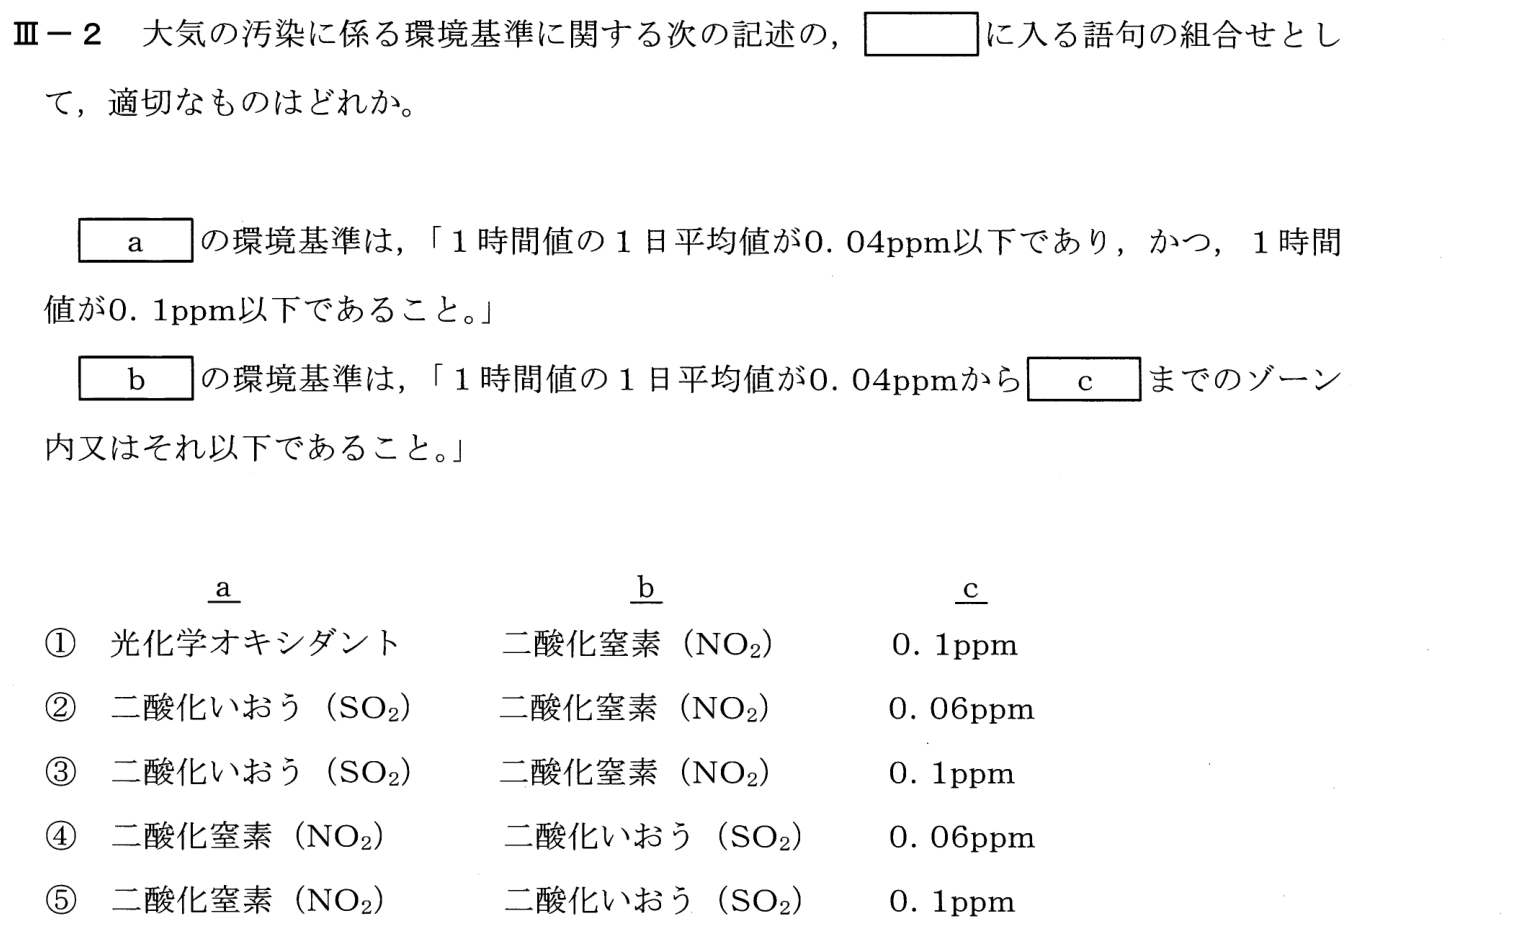 Ⅲ－2　大気の汚染に係る環境基準に関する次の記述の，　　　に入る語句の組合せとし
て，適切なものはどれか。
aの環境基準は，「1時間値の1日平均値が0. 04ppm以下であり，かつ，1時間
値が0. 1ppm以下であること。」
bの環境基準は，「1時間値の1日平均値が0. 04ppmからcまでのゾーン
内又はそれ以下であること。」
a　b　c
① 光化学オキシダント　二酸化窒素（NO₂）　0. 1ppm
② 二酸化いおう（SO₂）　二酸化窒素（NO₂）　0. 06ppm
③ 二酸化いおう（SO₂）　二酸化窒素（NO₂）　0. 1ppm
④ 二酸化窒素（NO₂）　二酸化いおう（SO₂）　0. 06ppm
⑤ 二酸化窒素（NO₂）　二酸化いおう（SO₂）　0. 1ppm